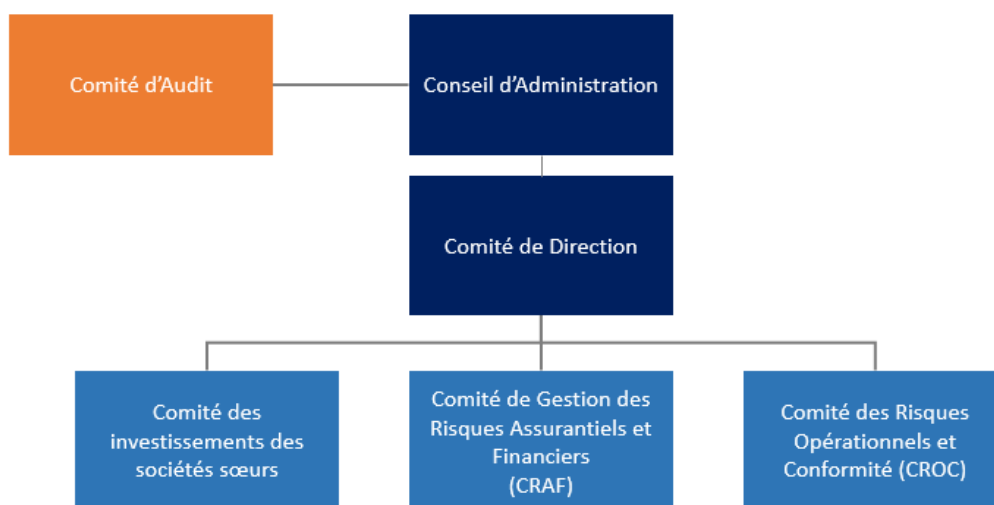 Comité d’Audit
Conseil d’Administration
Comité de Direction
Comité des
investissements des
sociétés sœurs
Comité de Gestion des
Risques Assurantiels et
Financiers
(CRAF)
Comité des Risques
Opérationnels et
Conformité (CROC)